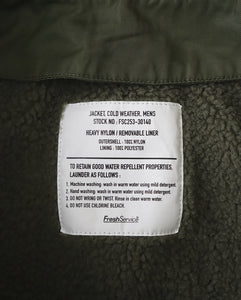 JACKET, COLD WEATHER, MENS
STOCK NO : FSC253-30140
HEAVY NYLON / REMOVABLE LINER
OUTERSHELL : 100% NYLON
LINING : 100% POLYESTER
TO RETAIN GOOD WATER REPELLENT PROPERTIES,
LAUNDER AS FOLLOWS :
1. Machine washing: wash in warm water using mild detergent.
2. Hand washing: wash in warm water using mild detergent.
3. DO NOT WRING OR TWIST. Rinse in clean warm water.
4. DO NOT USE CHLORINE BLEACH.
FreshService